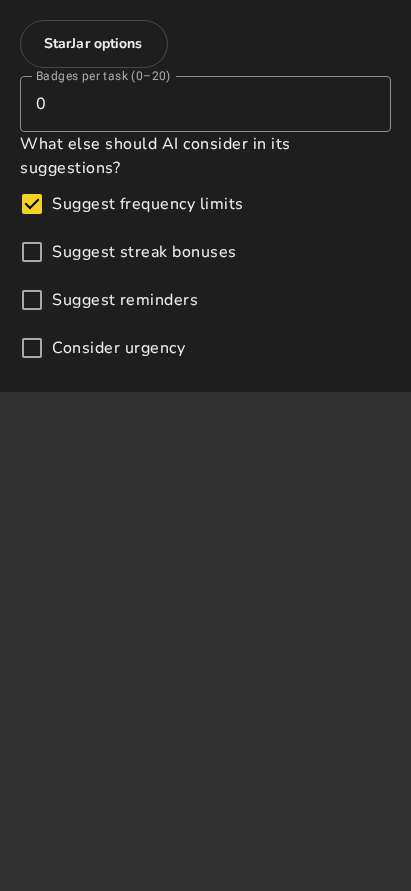 StarJar options
Badges per task (0–20)
0
What else should AI consider in its
suggestions?
Suggest frequency limits
Suggest streak bonuses
Suggest reminders
Consider urgency